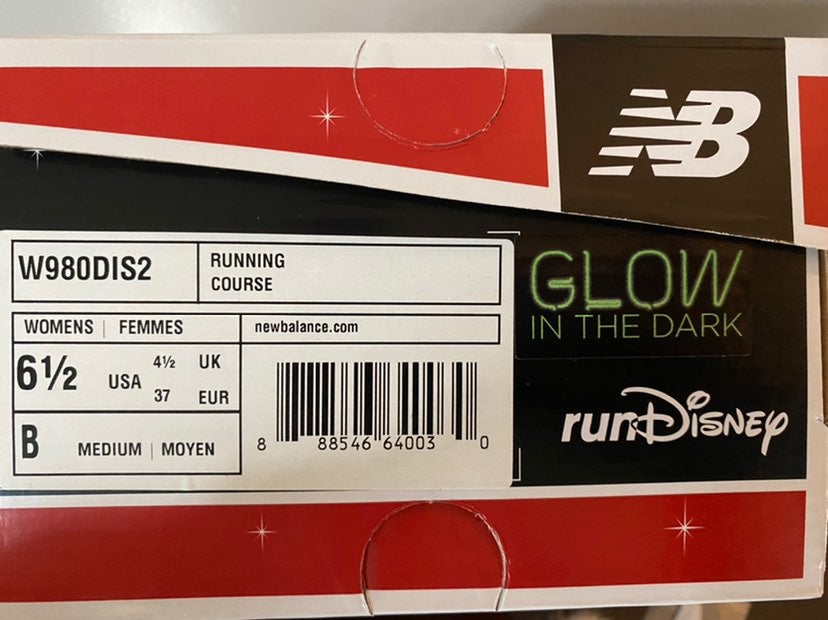 NB
W980DIS2
RUNNING
COURSE
GLOW
IN THE DARK
WOMENS | FEMMES
newbalance.com
6½ USA 4½ UK
37 EUR
B MEDIUM | MOYEN
8 88546 64003 0
runDisney